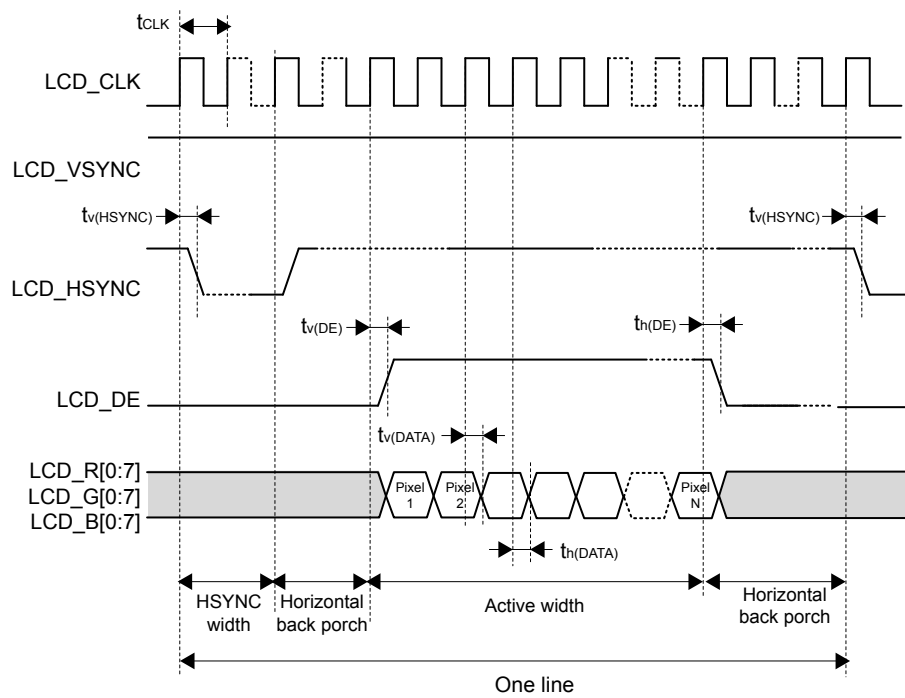 tCLK
LCD_CLK
LCD_VSYNC
tv(HSYNC)
tv(HSYNC)
LCD_HSYNC
tv(DE)
th(DE)
LCD_DE
tv(DATA)
LCD_R[0:7]
LCD_G[0:7]
LCD_B[0:7]
Pixel
1
Pixel
2
Pixel
N
th(DATA)
HSYNC
width
Horizontal
back porch
Active width
Horizontal
back porch
One line